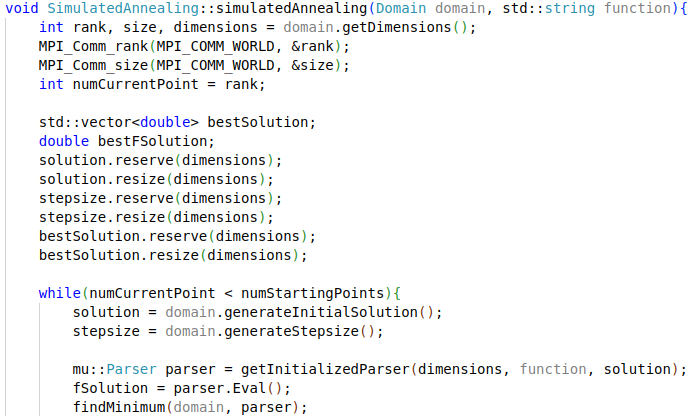 void SimulatedAnnealing::simulatedAnnealing(Domain domain, std::string function){
    int rank, size, dimensions = domain.getDimensions();
    MPI_Comm_rank(MPI_COMM_WORLD, &rank);
    MPI_Comm_size(MPI_COMM_WORLD, &size);
    int numCurrentPoint = rank;

    std::vector<double> bestSolution;
    double bestFSolution;
    solution.reserve(dimensions);
    solution.resize(dimensions);
    stepsize.reserve(dimensions);
    stepsize.resize(dimensions);
    bestSolution.reserve(dimensions);
    bestSolution.resize(dimensions);

    while(numCurrentPoint < numStartingPoints){
        solution = domain.generateInitialSolution();
        stepsize = domain.generateStepsize();

        mu::Parser parser = getInitializedParser(dimensions, function, solution);
        fSolution = parser.Eval();
        findMinimum(domain, parser);